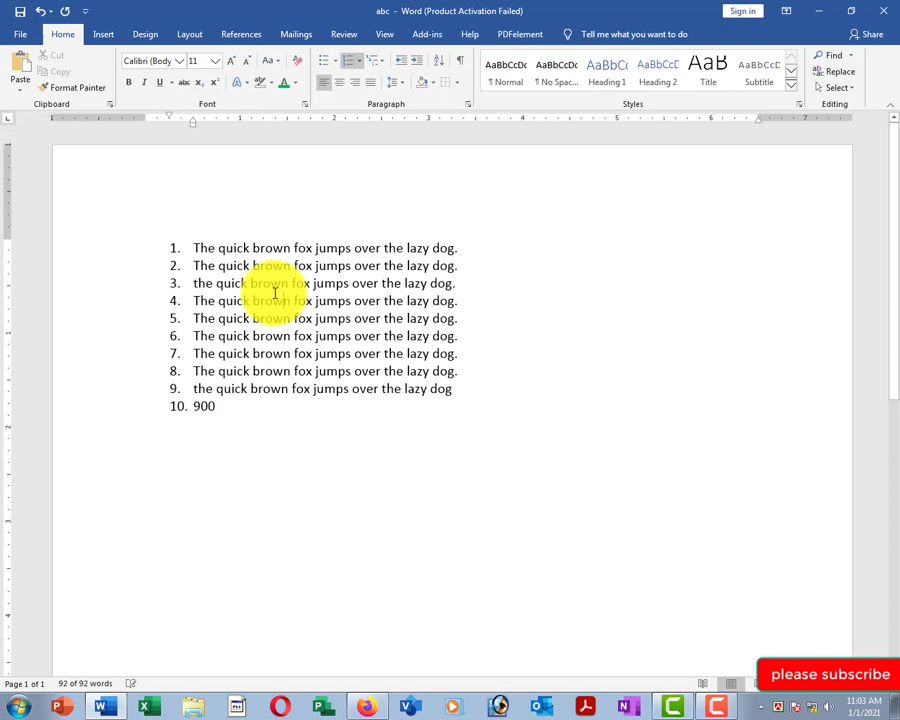 abc - Word (Product Activation Failed)
Sign in
File Home Insert Design Layout References Mailings Review View Add-ins Help PDFelement Tell me what you want to do Share
Paste
Cut
Copy
Format Painter
Clipboard
Calibri (Body 11
Font
Paragraph
AaBbCcDc AaBbCcDc AaBbCc AaBbCcD AaB AaBbCcD
¶ Normal ¶ No Spac... Heading 1 Heading 2 Title Subtitle
Styles
Find
Replace
Select
Editing
1. The quick brown fox jumps over the lazy dog.
2. The quick brown fox jumps over the lazy dog.
3. the quick brown fox jumps over the lazy dog.
4. The quick brown fox jumps over the lazy dog.
5. The quick brown fox jumps over the lazy dog.
6. The quick brown fox jumps over the lazy dog.
7. The quick brown fox jumps over the lazy dog.
8. The quick brown fox jumps over the lazy dog.
9. the quick brown fox jumps over the lazy dog
10. 900
Page 1 of 1 92 of 92 words
please subscribe
11:03 AM
1/1/2021